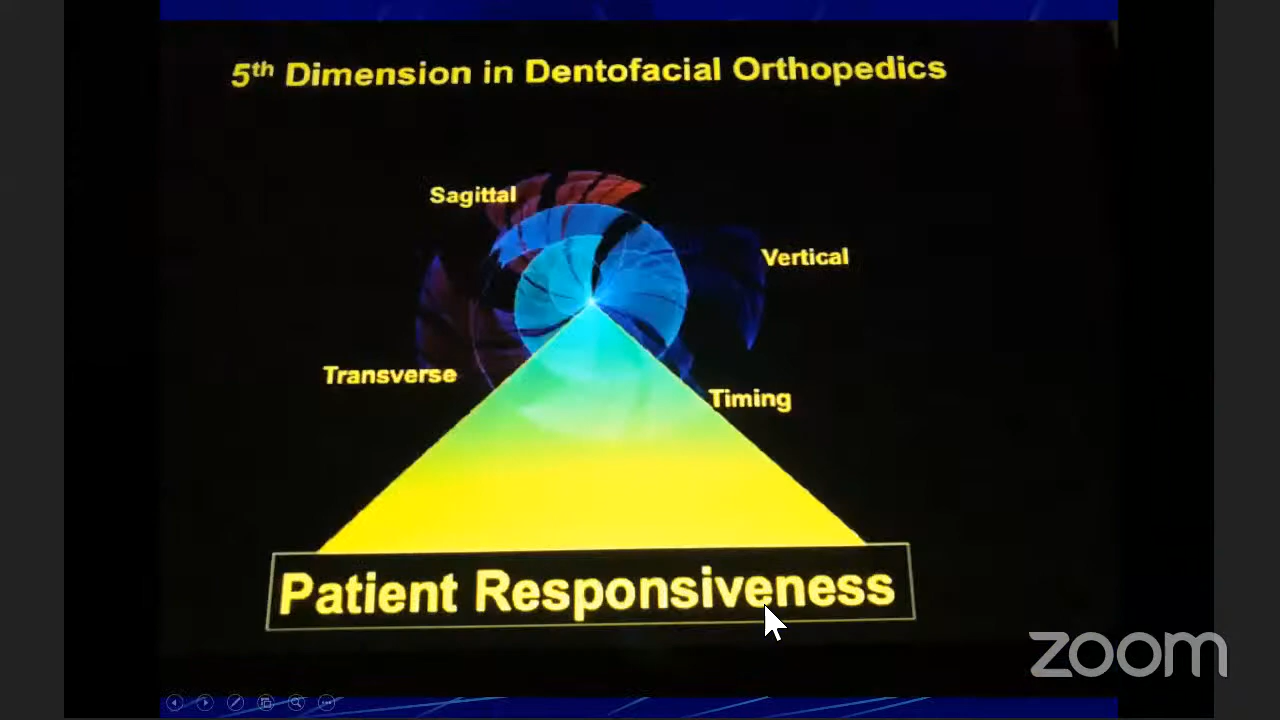 5th Dimension in Dentofacial Orthopedics
Sagittal
Vertical
Transverse
Timing
Patient Responsiveness
zoom